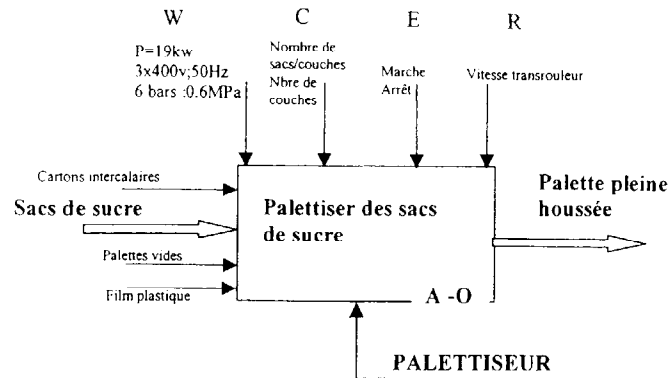 W C E R
P=19kw
3x400v;50Hz
6 bars :0.6MPa
Nombre de
sacs/couches
Nbre de
couches
Marche
Arrêt
Vitesse transrouleur
Cartons intercalaires
Sacs de sucre
Palettes vides
Film plastique
Palettiser des sacs
de sucre
A -O
Palette pleine
houssée
PALETTISEUR